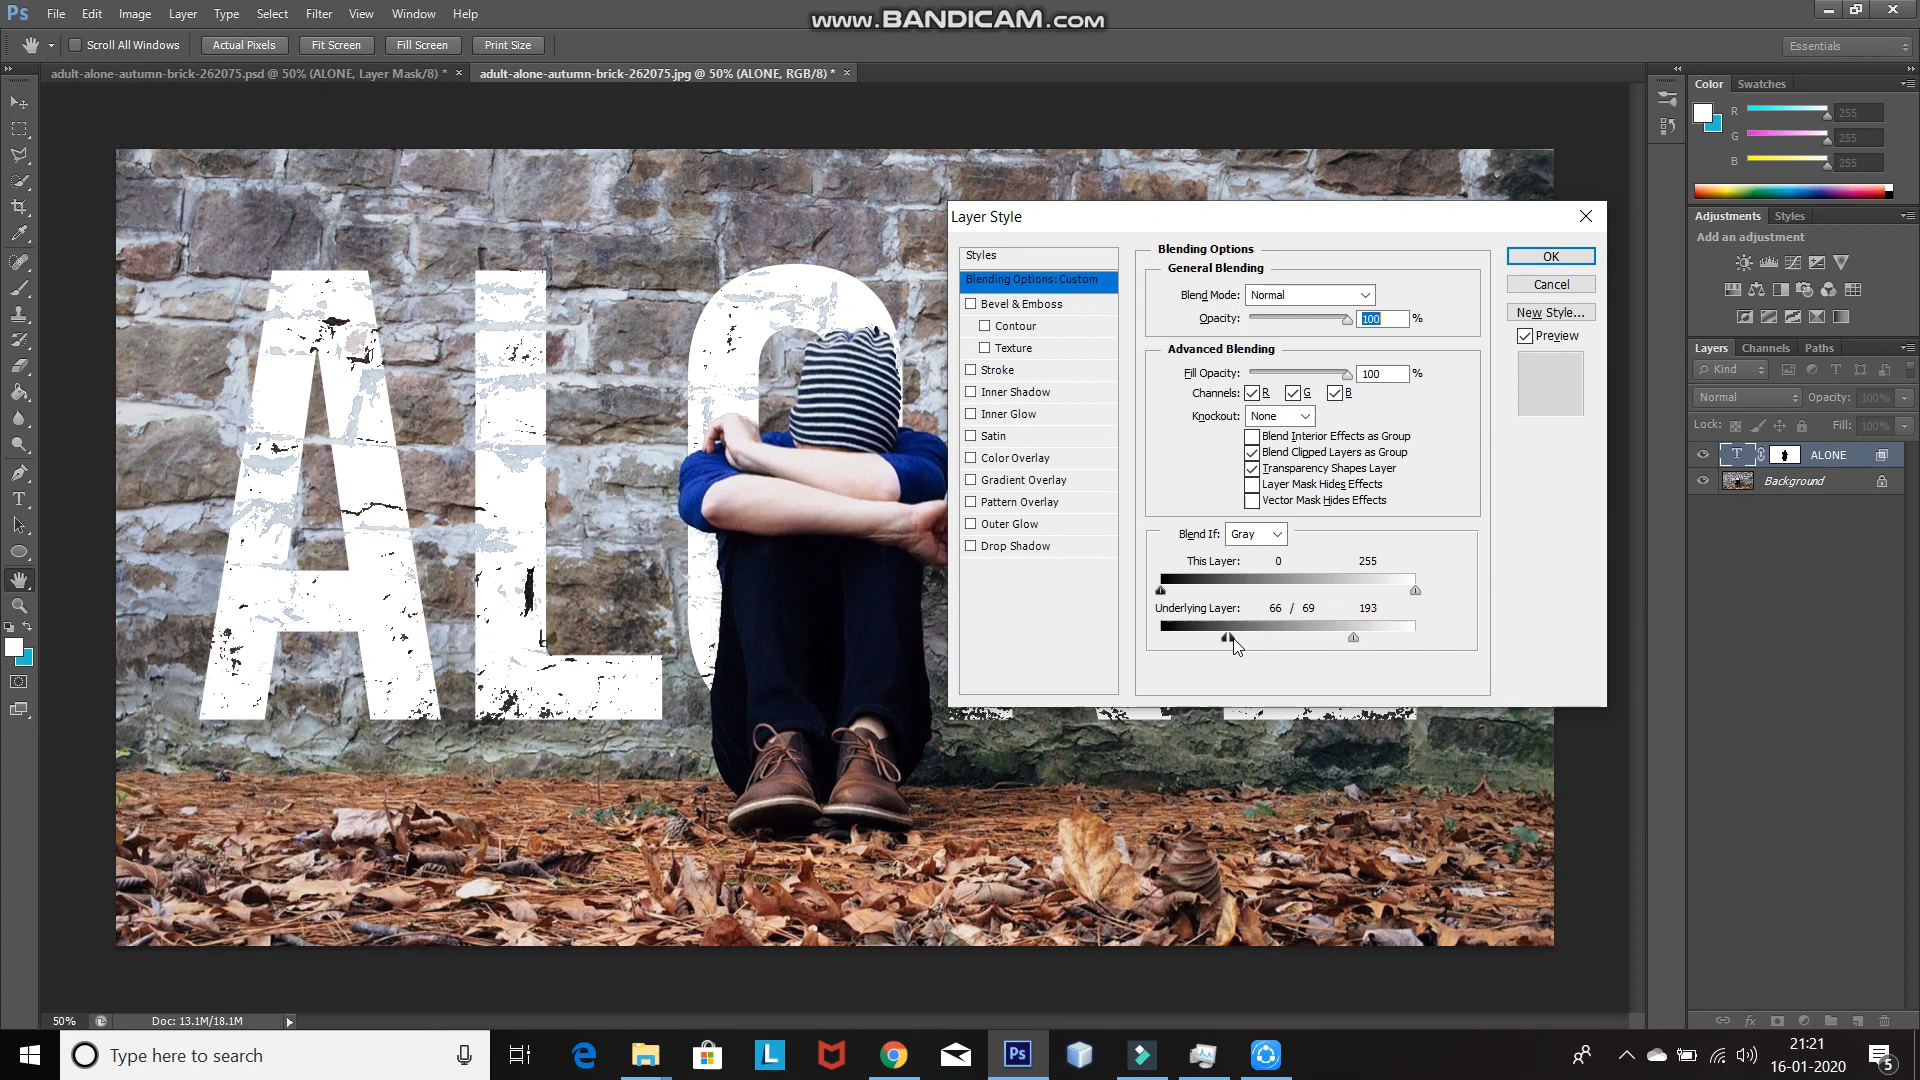 Ps File Edit Image Layer Type Select Filter View Window Help
www.BANDICAM.com
Scroll All Windows Actual Pixels Fit Screen Fill Screen Print Size Essentials
adult-alone-autumn-brick-262075.psd @ 50% (ALONE, Layer Mask/8) * × adult-alone-autumn-brick-262075.jpg @ 50% (ALONE, RGB/8) * ×
Color Swatches
R 255
G 255
B 255
Adjustments Styles
Add an adjustment
Layers Channels Paths
Kind
Normal Opacity: 100%
Lock: Fill: 100%
T ALONE
Background
ALO
Layer Style
Styles
Blending Options: Custom
Bevel & Emboss
Contour
Texture
Stroke
Inner Shadow
Inner Glow
Satin
Color Overlay
Gradient Overlay
Pattern Overlay
Outer Glow
Drop Shadow
Blending Options
General Blending
Blend Mode: Normal
Opacity: 100 %
Advanced Blending
Fill Opacity: 100 %
Channels: R G B
Knockout: None
Blend Interior Effects as Group
Blend Clipped Layers as Group
Transparency Shapes Layer
Layer Mask Hides Effects
Vector Mask Hides Effects
Blend If: Gray
This Layer: 0 255
Underlying Layer: 66 / 69 193
OK
Cancel
New Style...
Preview
50% Doc: 13.1M/18.1M
Type here to search
L
Ps
21:21
16-01-2020
5